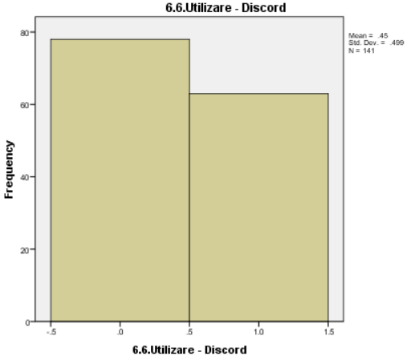 6.6.Utilizare - Discord
Mean = .45
Std. Dev. = .499
N = 141
Frequency
80
60
40
20
0
-.5 .0 .5 1.0 1.5
6.6.Utilizare - Discord